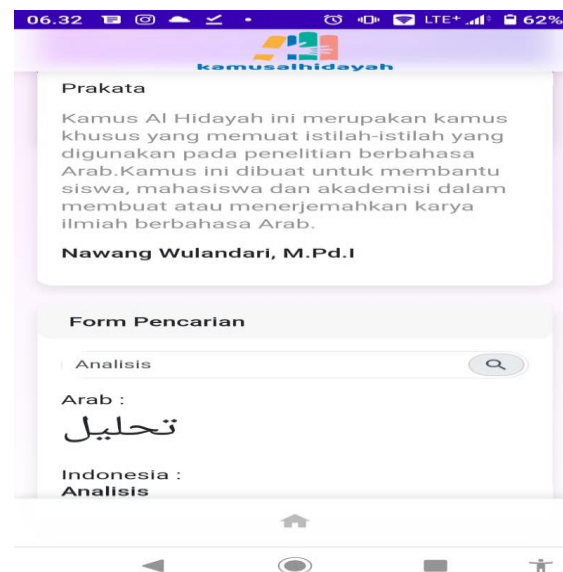 06.32 LTE+ 62%
kamusalhidayah
Prakata
Kamus Al Hidayah ini merupakan kamus
khusus yang memuat istilah-istilah yang
digunakan pada penelitian berbahasa
Arab.Kamus ini dibuat untuk membantu
siswa, mahasiswa dan akademisi dalam
membuat atau menerjemahkan karya
ilmiah berbahasa Arab.
Nawang Wulandari, M.Pd.I
Form Pencarian
Analisis
Arab :
تحليل
Indonesia :
Analisis